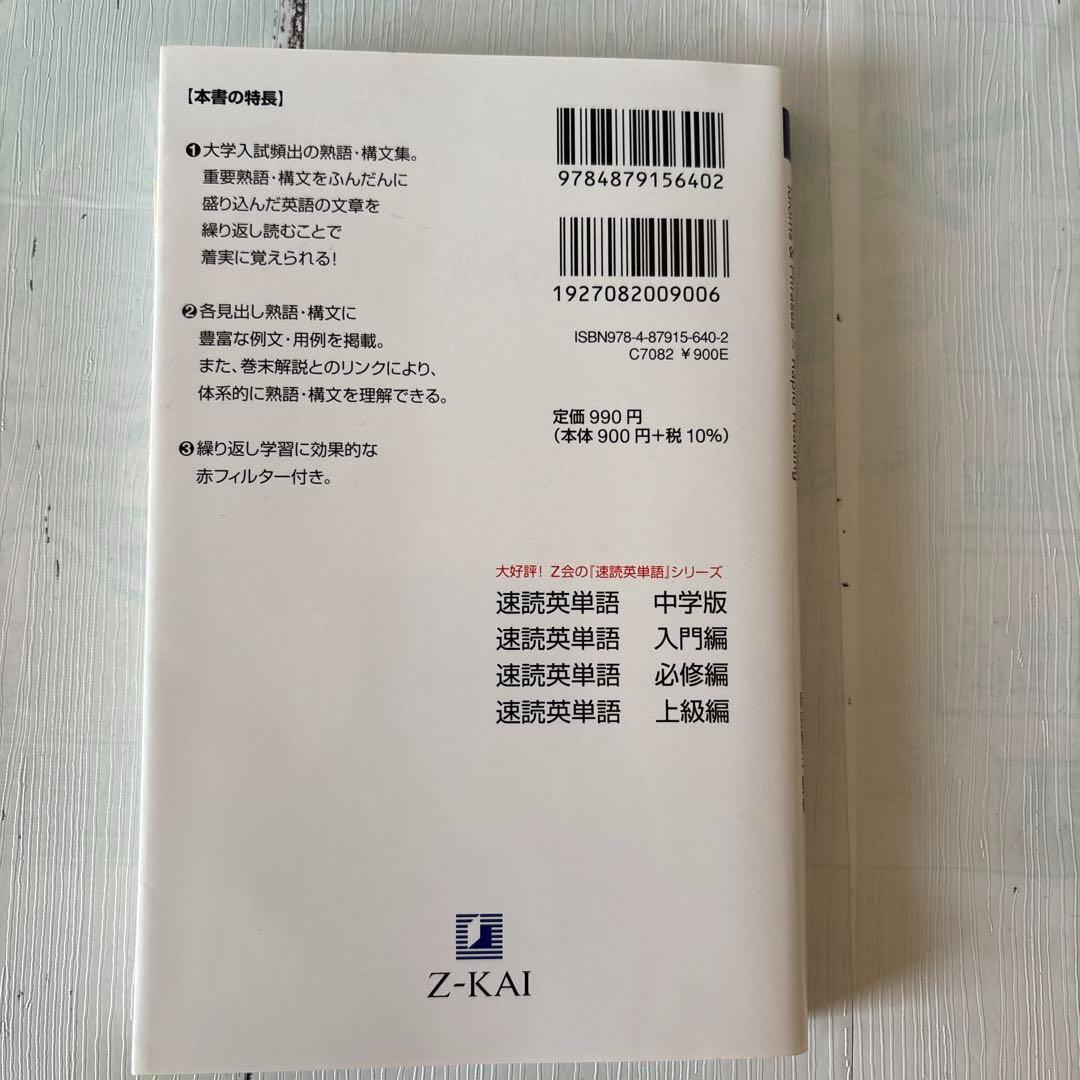 【本書の特長】
❶大学入試頻出の熟語・構文集。
重要熟語・構文をふんだんに
盛り込んだ英語の文章を
繰り返し読むことで
着実に覚えられる！
❷各見出し熟語・構文に
豊富な例文・用例を掲載。
また、巻末解説とのリンクにより、
体系的に熟語・構文を理解できる。
❸繰り返し学習に効果的な
赤フィルター付き。
9784879156402
1927082009006
ISBN978-4-87915-640-2
C7082 ¥900E
定価 990 円
（本体 900 円＋税 10%）
大好評！ Z会の『速読英単語』シリーズ
速読英単語 中学版
速読英単語 入門編
速読英単語 必修編
速読英単語 上級編
Z-KAI
Idioms & Phrases × Rapid Reading